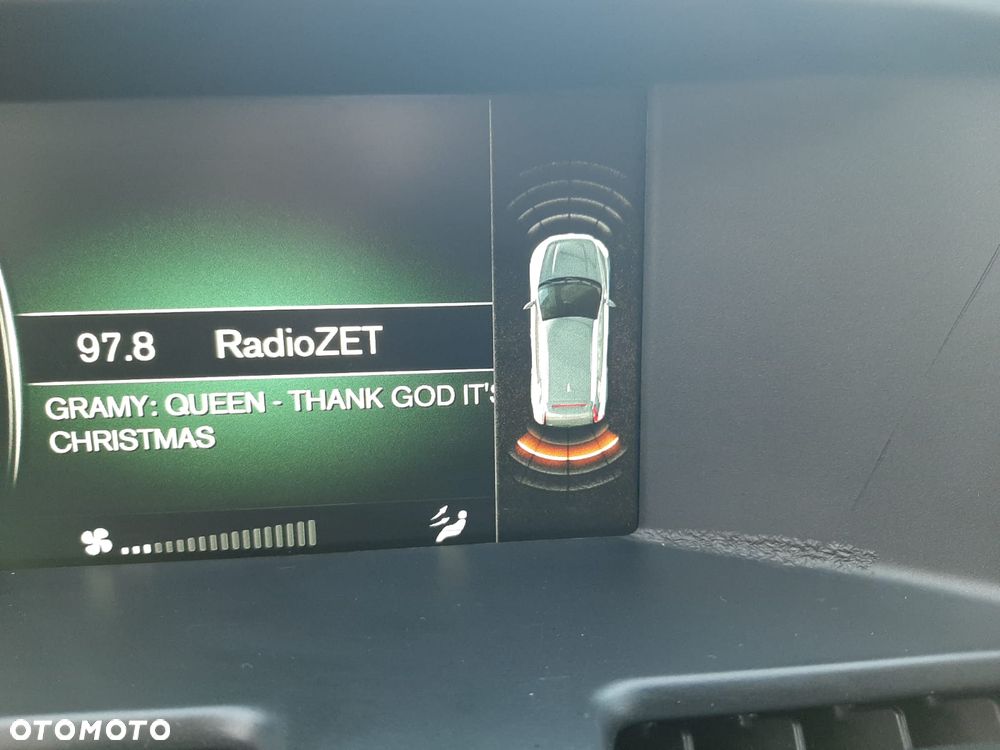 97.8 RadioZET
GRAMY: QUEEN - THANK GOD IT'S
CHRISTMAS
OTOMOTO